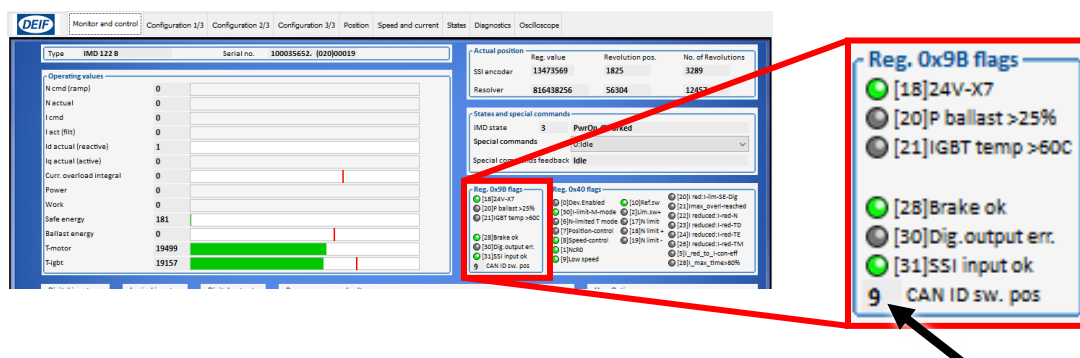 DEIF Monitor and control Configuration 1/3 Configuration 2/3 Configuration 3/3 Position Speed and current States Diagnostics Oscilloscope
Type IMD 122 B Serial no. 100035652. (020)00019
Operating values
N cmd (ramp) 0
N actual 0
I cmd 0
I act (filt) 0
Id actual (reactive) 1
Iq actual (active) 0
Curr. overload integral 0
Power 0
Work 0
Safe energy 181
Ballast energy 0
T-motor 19499
T-igbt 19157
Actual position
Reg. value Revolution pos. No. of Revolutions
SSI encoder 13473569 1825 3289
Resolver 816438256 56304
States and special commands
IMD state 3
Special commands 0:Idle
Special commands feedback Idle
Reg. 0x9B flags
[18]24V-X7
[20]P ballast >25%
[21]IGBT temp >60C
[28]Brake ok
[30]Dig.output err.
[31]SSI input ok
9 CAN ID sw. pos
Reg. 0x40 flags
[0]Dev.Enabled
[30]I-limit-M-mode
[6]N-limited T mode
[7]Position-control
[8]Speed-control
[1]NcR0
[9]Low speed
[10]Ref.sw
[2]Lim.sw+
[17]N limit
[18]N limit +
[19]N limit -
[20]I red:I-lim-SE-Dig
[21]Imax_overl-reached
[22]I reduced:I-red-N
[23]I reduced:I-red-TD
[24]I reduced:I-red-TE
[26]I reduced:I-red-TM
[5]I_red_to_I-con-eff
[28]I_max_time>80%
Reg. 0x9B flags
[18]24V-X7
[20]P ballast >25%
[21]IGBT temp >60C
[28]Brake ok
[30]Dig.output err.
[31]SSI input ok
9 CAN ID sw. pos